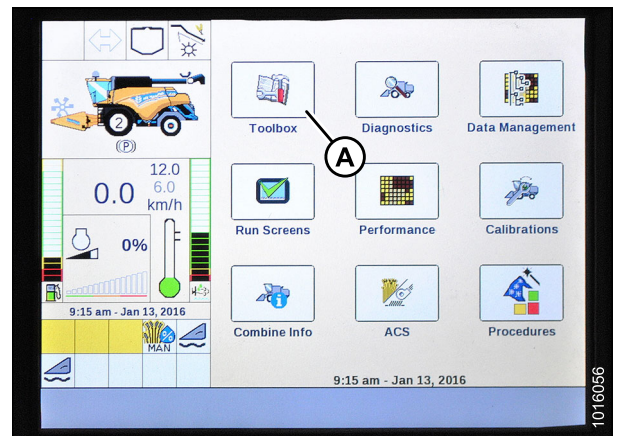 2
(P)
12.0
6.0
0.0 km/h
0%
9:15 am - Jan 13, 2016
MAN
Toolbox
Diagnostics
Data Management
A
Run Screens
Performance
Calibrations
Combine Info
ACS
Procedures
9:15 am - Jan 13, 2016
1016056